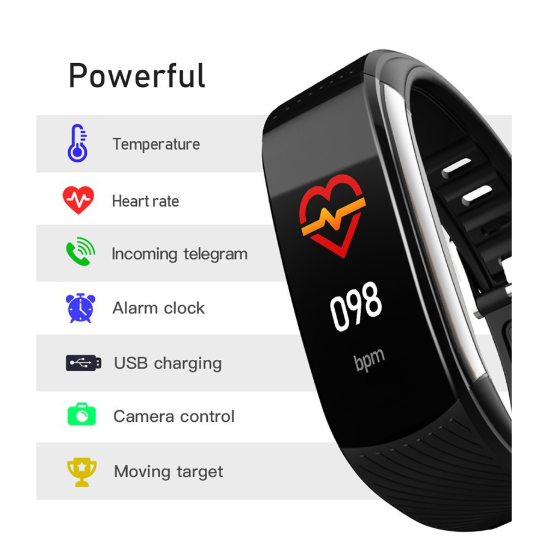 Powerful
Temperature
Heart rate
Incoming telegram
Alarm clock
USB charging
Camera control
Moving target
098
bpm